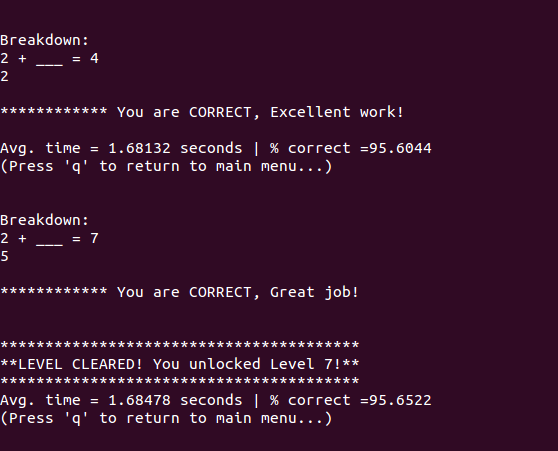 Breakdown:
2 + ___ = 4
2
************ You are CORRECT, Excellent work!
Avg. time = 1.68132 seconds | % correct =95.6044
(Press 'q' to return to main menu...)
Breakdown:
2 + ___ = 7
5
************ You are CORRECT, Great job!
****************************************
**LEVEL CLEARED! You unlocked Level 7!**
****************************************
Avg. time = 1.68478 seconds | % correct =95.6522
(Press 'q' to return to main menu...)